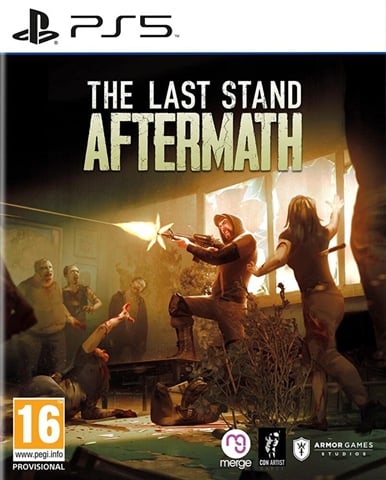 PS5
THE LAST STAND
AFTERMATH
16
www.pegi.info
PROVISIONAL
merge
CON ARTIST
ARMOR GAMES
STUDIOS